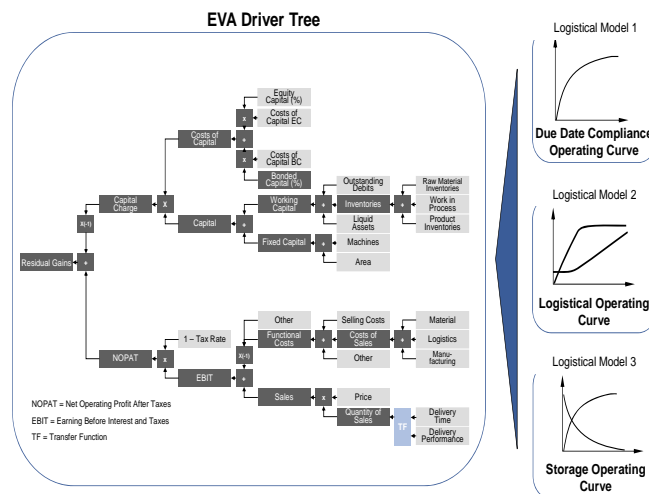 EVA Driver Tree
Equity
Capital (%)
x
Costs of
Capital EC
Costs of
Capital
+
x
Costs of
Capital BC
Bonded
Capital (%)
Capital
Charge
x
Outstanding
Debits
Raw Material
Inventories
Working
Capital
+
Inventories
+
Work in
Process
X(-1)
Capital
+
Liquid
Assets
Product
Inventories
Fixed Capital
+
Machines
Residual Gains
+
Area
Other
Selling Costs
Material
1 – Tax Rate
Functional
Costs
+
Costs of
Sales
+
Logistics
NOPAT
x
X(-1)
Other
Manu-
facturing
EBIT
+
Sales
x
Price
Quantity of
Sales
TF
Delivery
Time
Delivery
Performance
NOPAT = Net Operating Profit After Taxes
EBIT = Earning Before Interest and Taxes
TF = Transfer Function
Logistical Model 1
Due Date Compliance
Operating Curve
Logistical Model 2
Logistical Operating
Curve
Logistical Model 3
Storage Operating
Curve